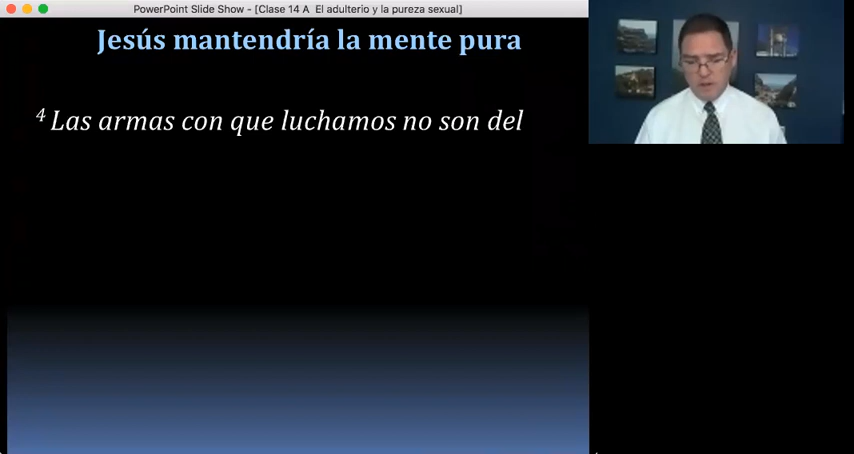 PowerPoint Slide Show - [Clase 14 A  El adulterio y la pureza sexual]
Jesús mantendría la mente pura
4 Las armas con que luchamos no son del